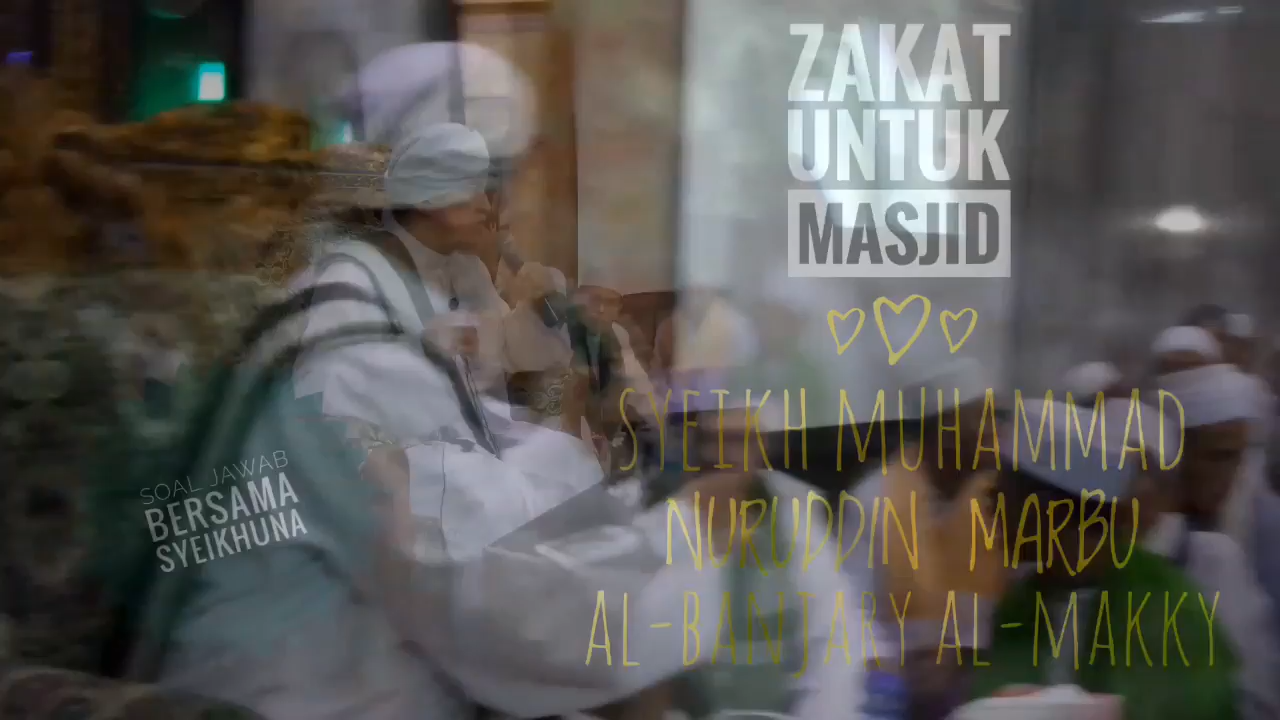 ZAKAT
UNTUK
MASJID
SYEIKH MUHAMMAD
NURUDDIN MARBU
AL-BANJARY AL-MAKKY
SOAL JAWAB
BERSAMA
SYEIKHUNA